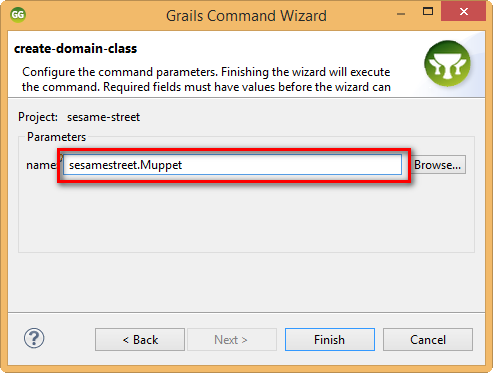 GG
Grails Command Wizard
create-domain-class
Configure the command parameters. Finishing the wizard will execute
the command. Required fields must have values before the wizard can
Project: sesame-street
Parameters
name: sesamestreet.Muppet Browse...
? < Back Next > Finish Cancel